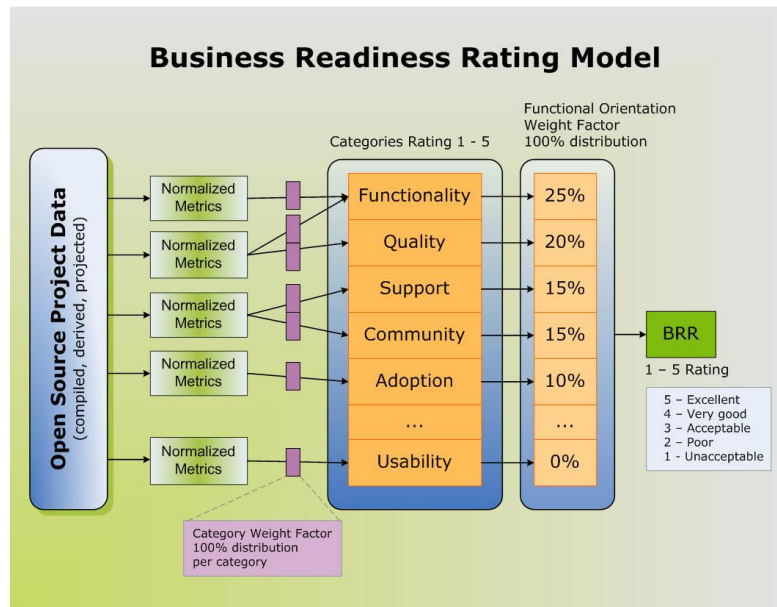 Business Readiness Rating Model
Open Source Project Data
(compiled, derived, projected)
Normalized
Metrics
Normalized
Metrics
Normalized
Metrics
Normalized
Metrics
Normalized
Metrics
Category Weight Factor
100% distribution
per category
Categories Rating 1 - 5
Functionality
Quality
Support
Community
Adoption
...
Usability
Functional Orientation
Weight Factor
100% distribution
25%
20%
15%
15%
10%
...
0%
BRR
1 – 5 Rating
5 – Excellent
4 – Very good
3 – Acceptable
2 – Poor
1 - Unacceptable